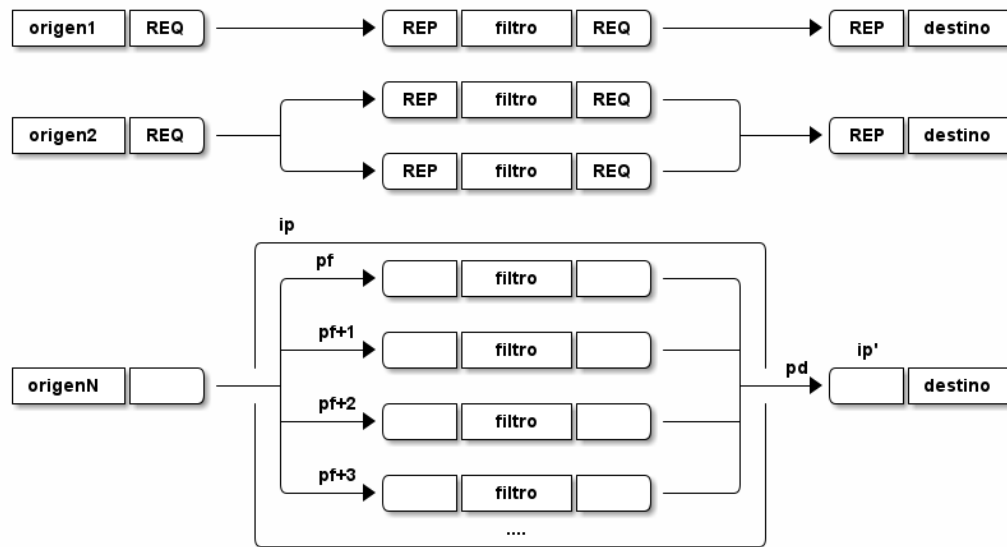 origen1 REQ REP filtro REQ REP destino
REP filtro REQ
origen2 REQ REP destino
REP filtro REQ
ip
pf filtro
pf+1 filtro
ip'
origenN pd destino
pf+2 filtro
pf+3 filtro
....